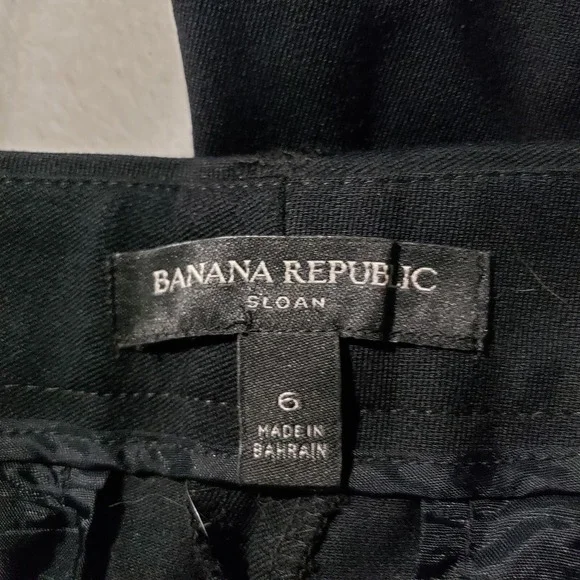 BANANA REPUBLIC
SLOAN
6
MADE IN
BAHRAIN